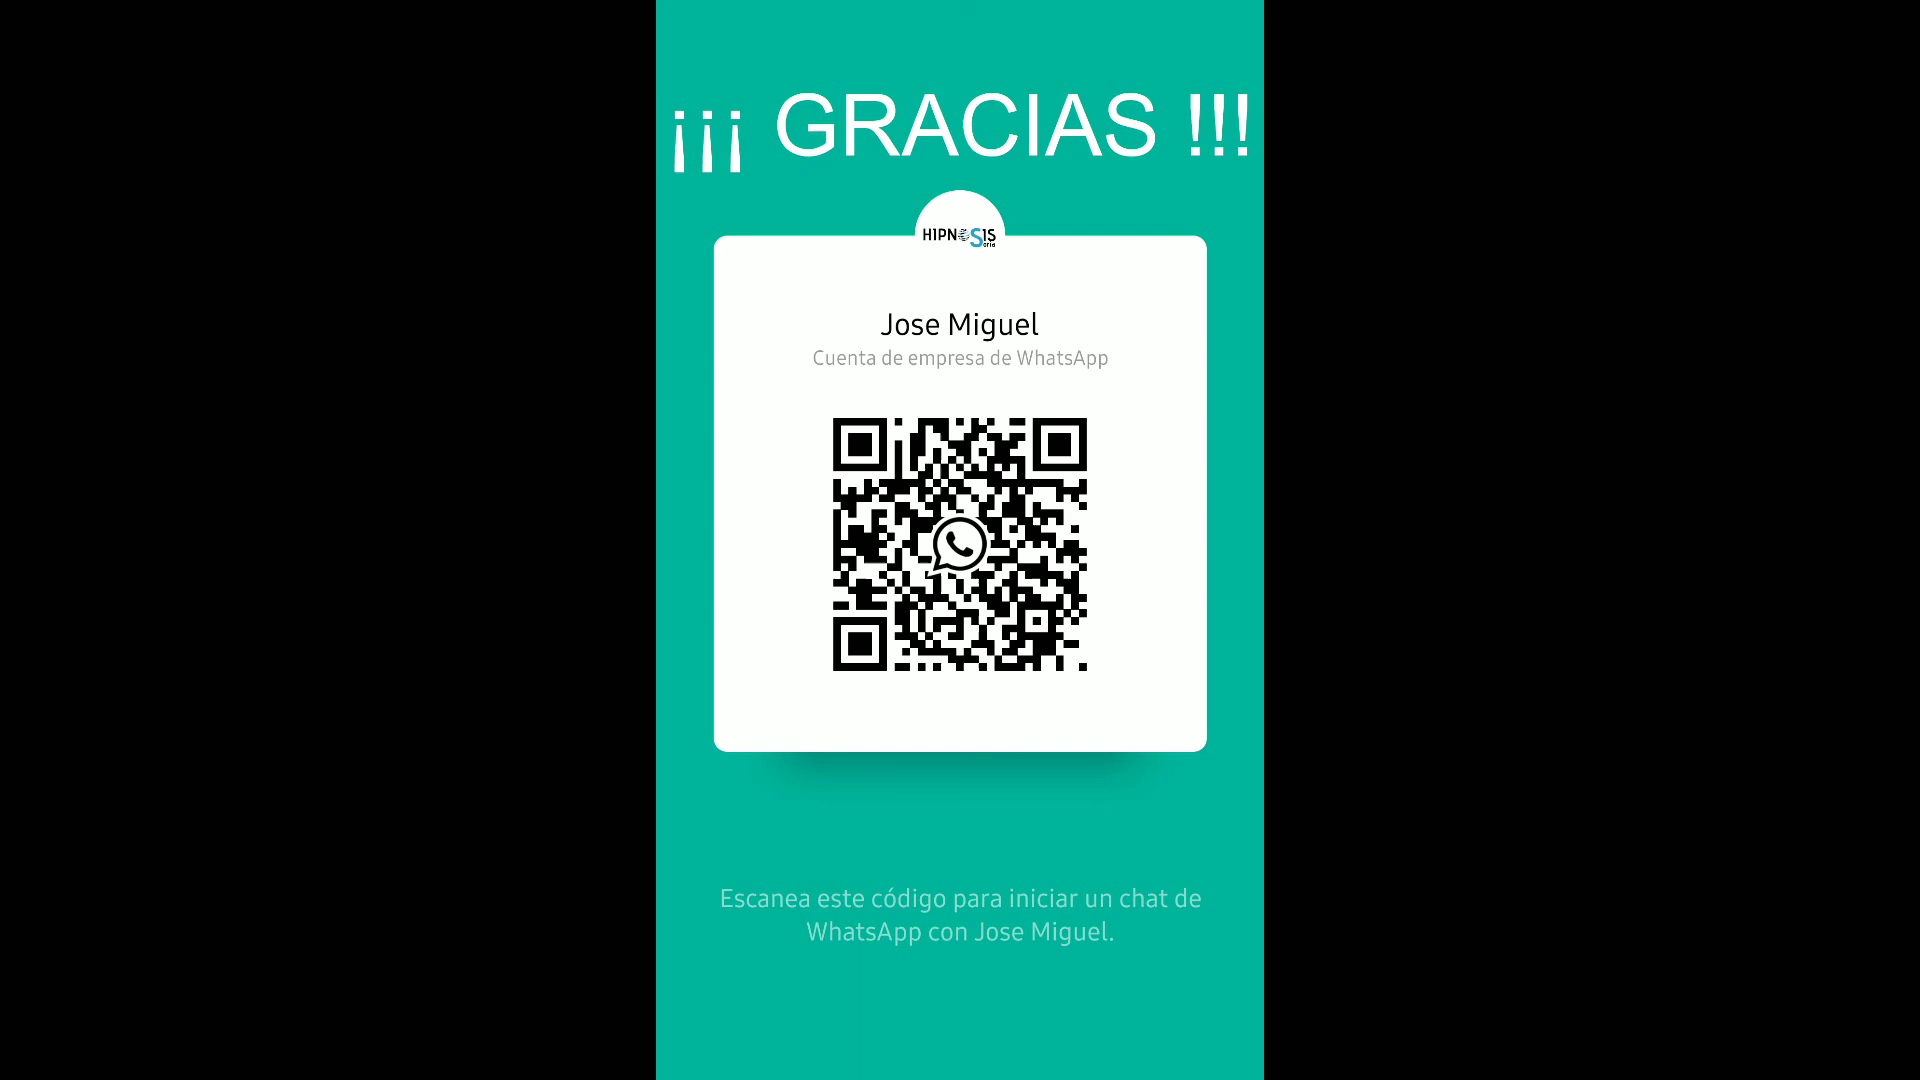 ¡¡¡ GRACIAS !!!
HIPNOSIS
World
Jose Miguel
Cuenta de empresa de WhatsApp
Escanea este código para iniciar un chat de
WhatsApp con Jose Miguel.